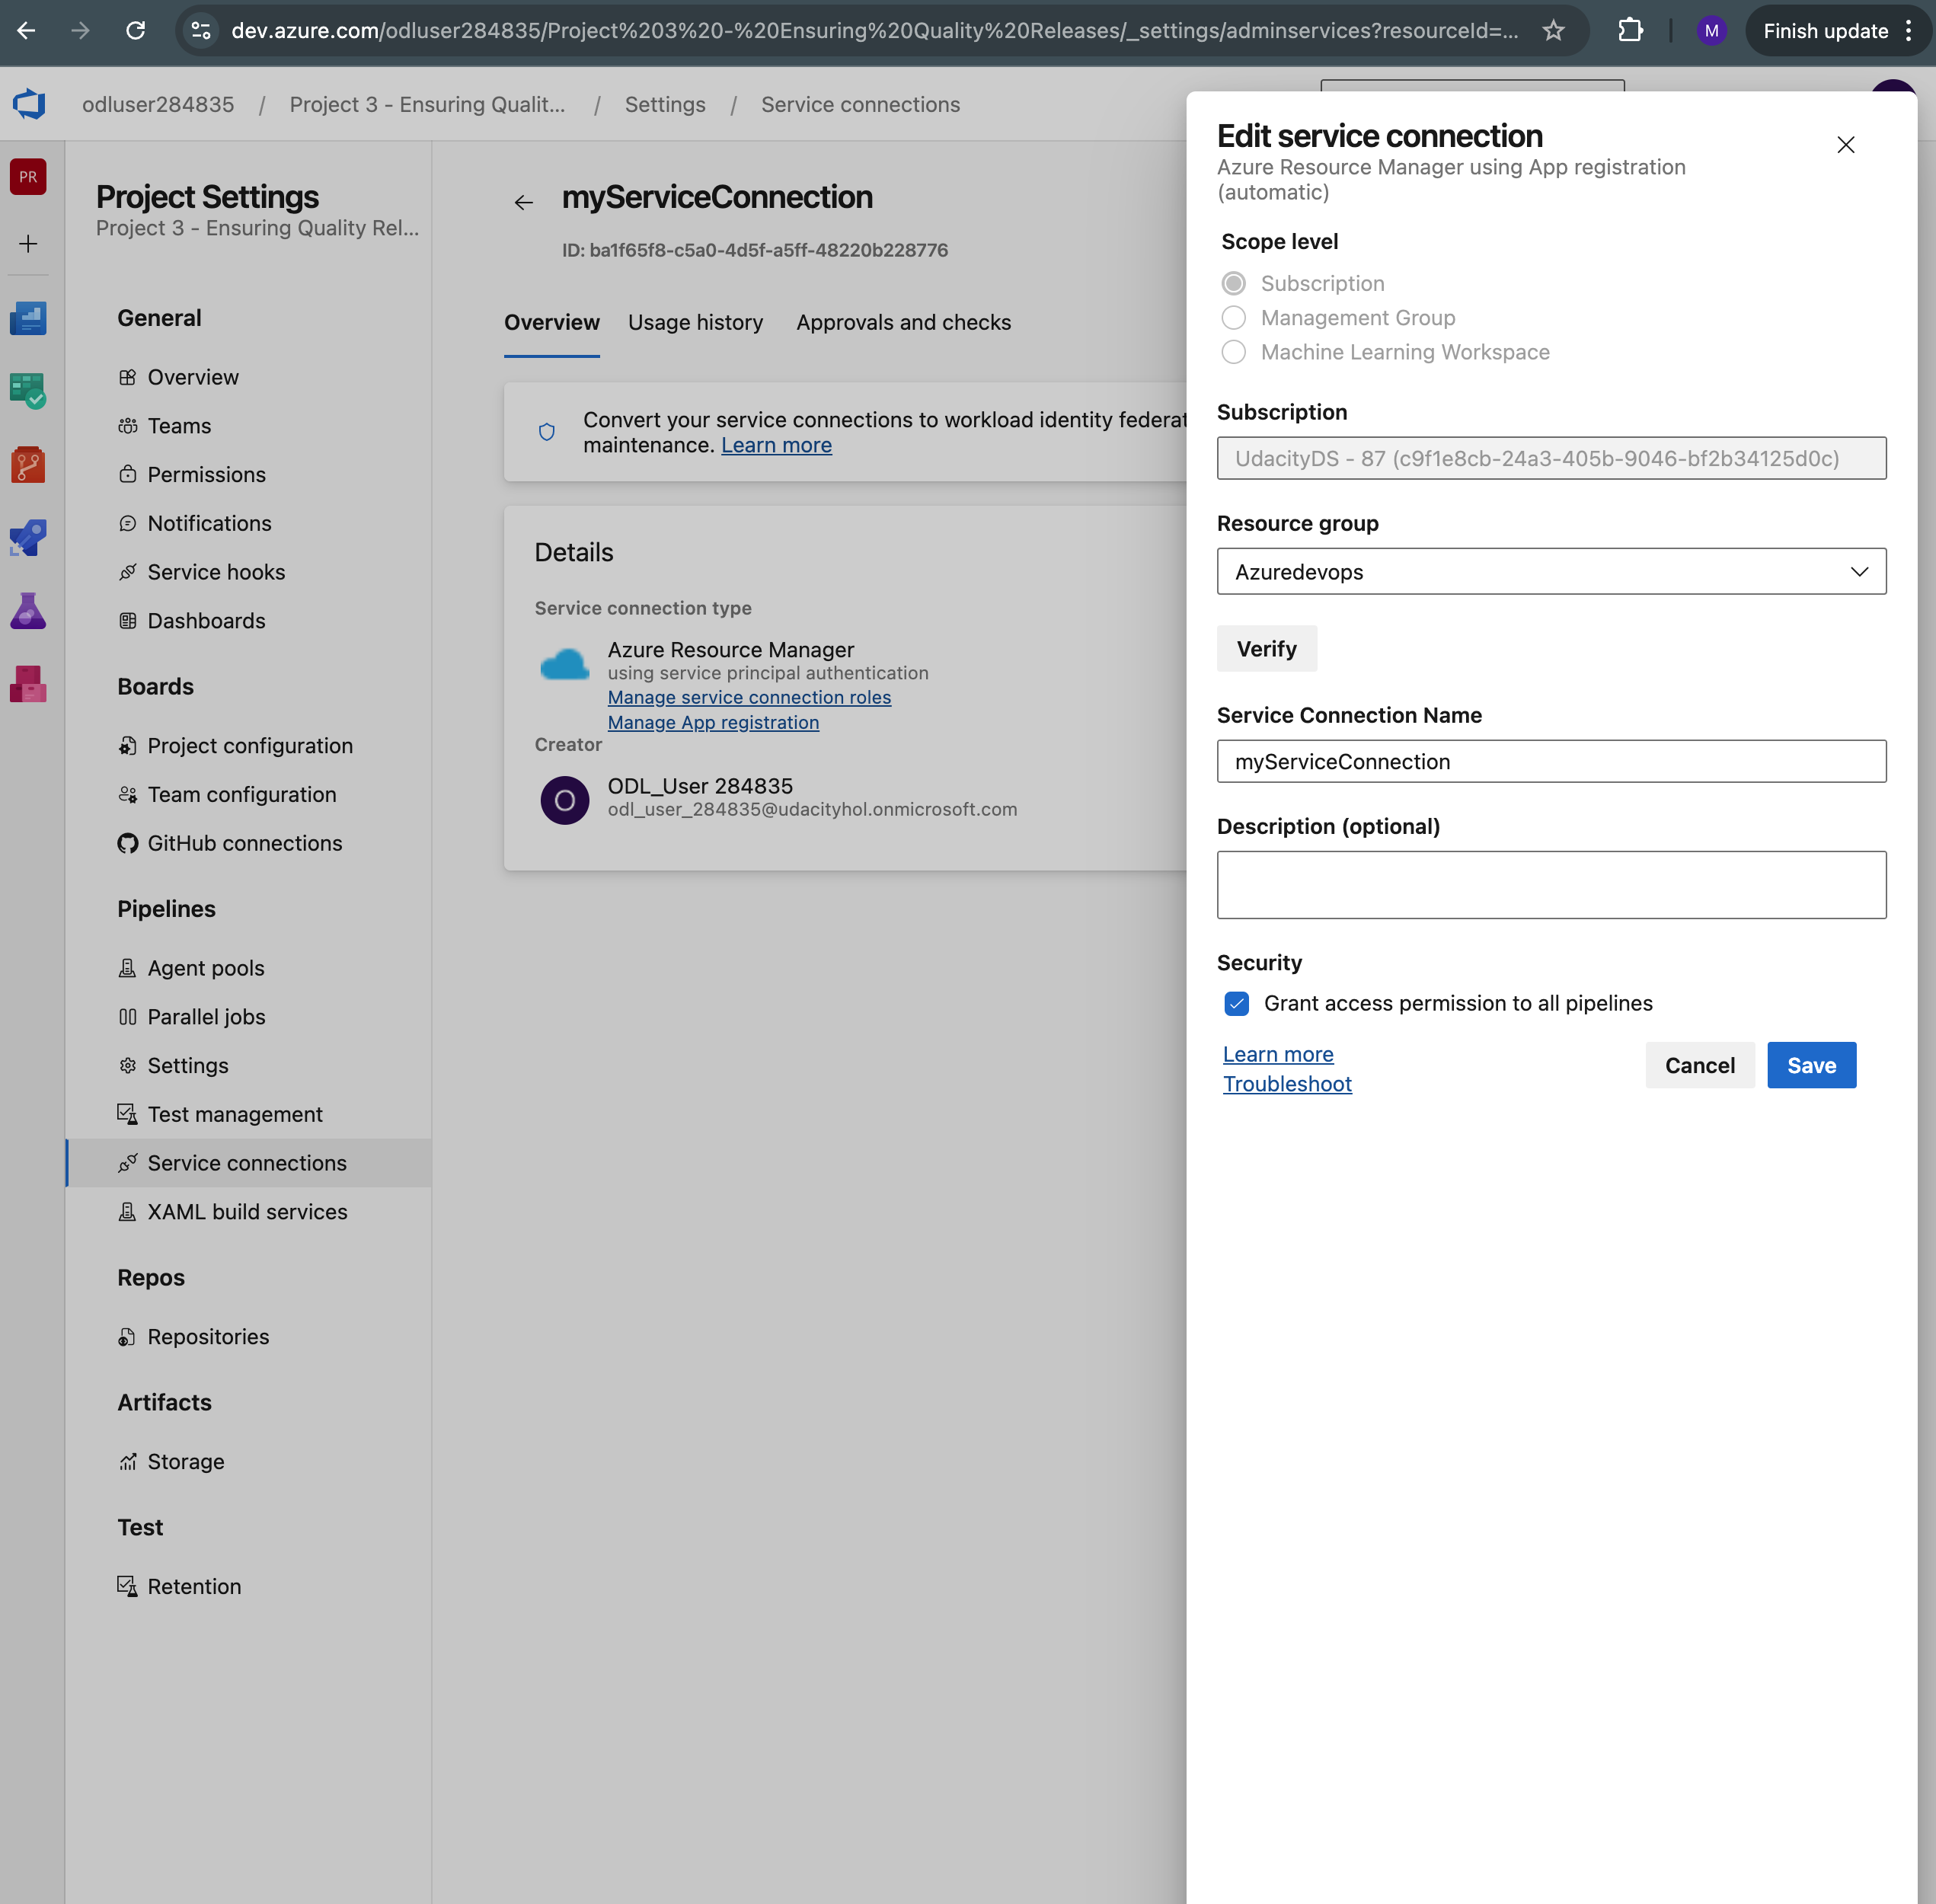 dev.azure.com/odluser284835/Project%203%20-%20Ensuring%20Quality%20Releases/_settings/adminservices?resourceId=...
M
Finish update
odluser284835 / Project 3 - Ensuring Qualit... / Settings / Service connections
PR
Project Settings
Project 3 - Ensuring Quality Rel...
General
Overview
Teams
Permissions
Notifications
Service hooks
Dashboards
Boards
Project configuration
Team configuration
GitHub connections
Pipelines
Agent pools
Parallel jobs
Settings
Test management
Service connections
XAML build services
Repos
Repositories
Artifacts
Storage
Test
Retention
myServiceConnection
ID: ba1f65f8-c5a0-4d5f-a5ff-48220b228776
Overview Usage history Approvals and checks
Convert your service connections to workload identity federat
maintenance. Learn more
Details
Service connection type
Azure Resource Manager
using service principal authentication
Manage service connection roles
Manage App registration
Creator
O
ODL_User 284835
odl_user_284835@udacityhol.onmicrosoft.com
Edit service connection
Azure Resource Manager using App registration
(automatic)
Scope level
Subscription
Management Group
Machine Learning Workspace
Subscription
UdacityDS - 87 (c9f1e8cb-24a3-405b-9046-bf2b34125d0c)
Resource group
Azuredevops
Verify
Service Connection Name
myServiceConnection
Description (optional)
Security
Grant access permission to all pipelines
Learn more
Troubleshoot
Cancel
Save